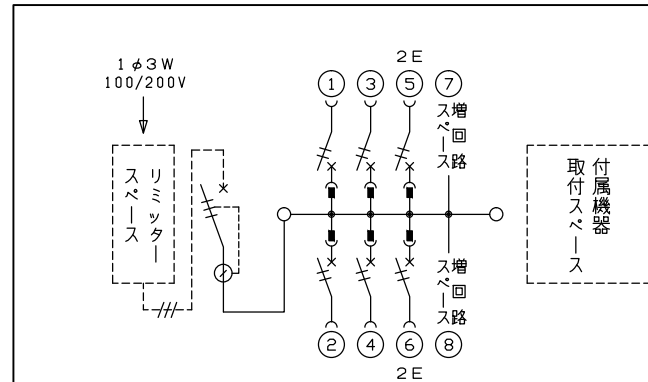 1φ3W
100/200V
リミッター
スペース
2E
1 3 5 7
増回路
スペース
付属機器
取付スペース
増回路
スペース
2 4 6 8
2E